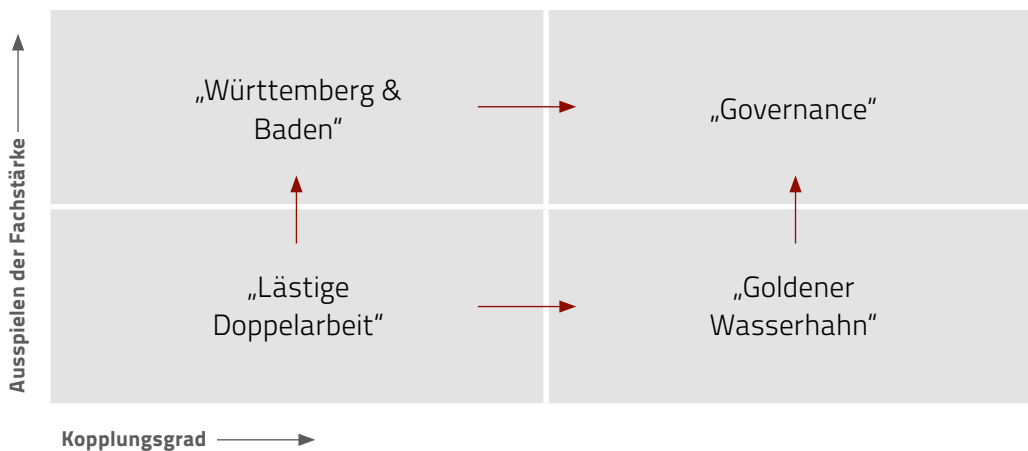 Ausspielen der Fachstärke
„Württemberg &
Baden“
„Governance“
„Lästige
Doppelarbeit“
„Goldener
Wasserhahn“
Kopplungsgrad